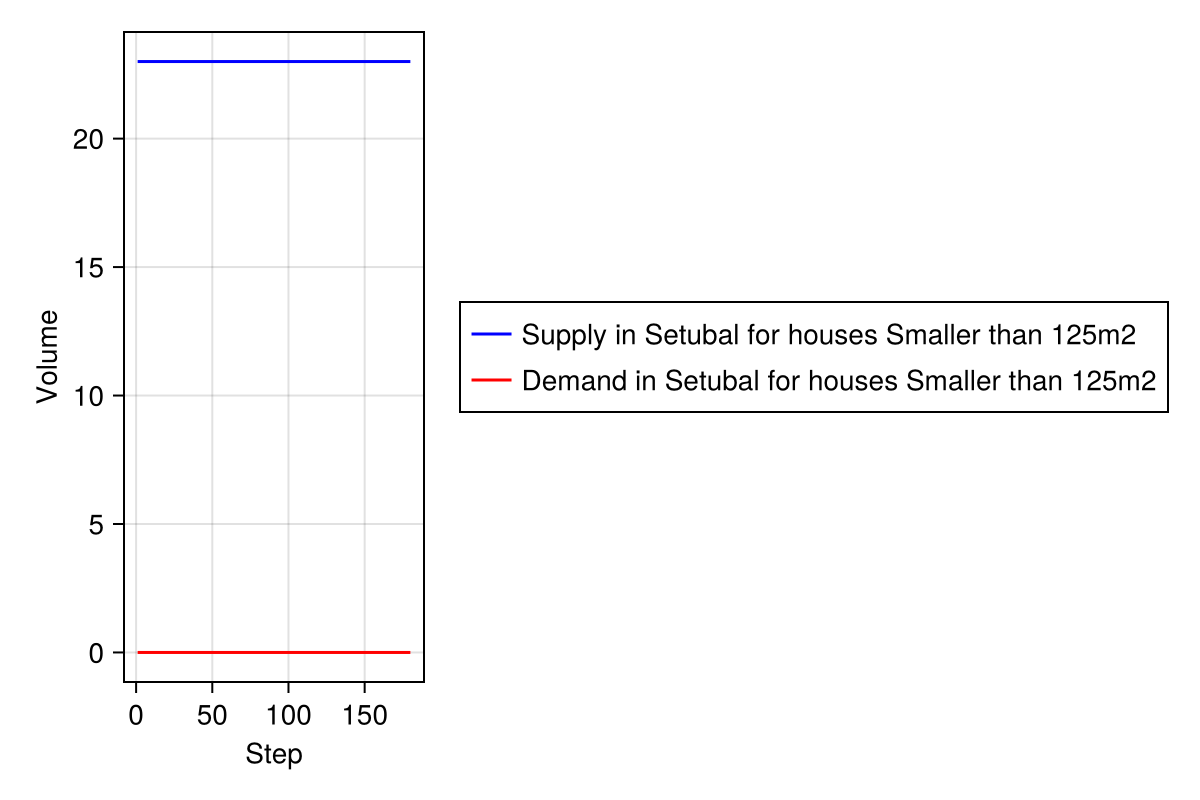 Volume
20
15
10
5
0
0 50 100 150
Step
Supply in Setubal for houses Smaller than 125m2
Demand in Setubal for houses Smaller than 125m2